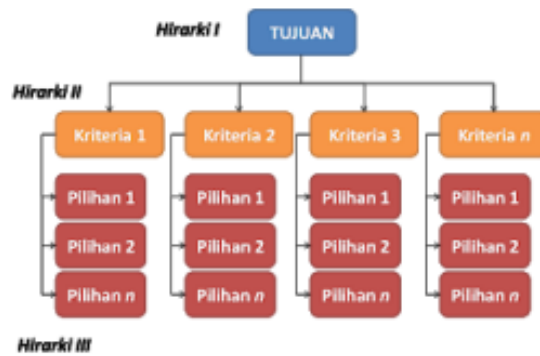 Hirarki I
TUJUAN
Hirarki II
Kriteria 1 Kriteria 2 Kriteria 3 Kriteria n
Pilihan 1 Pilihan 1 Pilihan 1 Pilihan 1
Pilihan 2 Pilihan 2 Pilihan 2 Pilihan 2
Pilihan n Pilihan n Pilihan n Pilihan n
Hirarki III